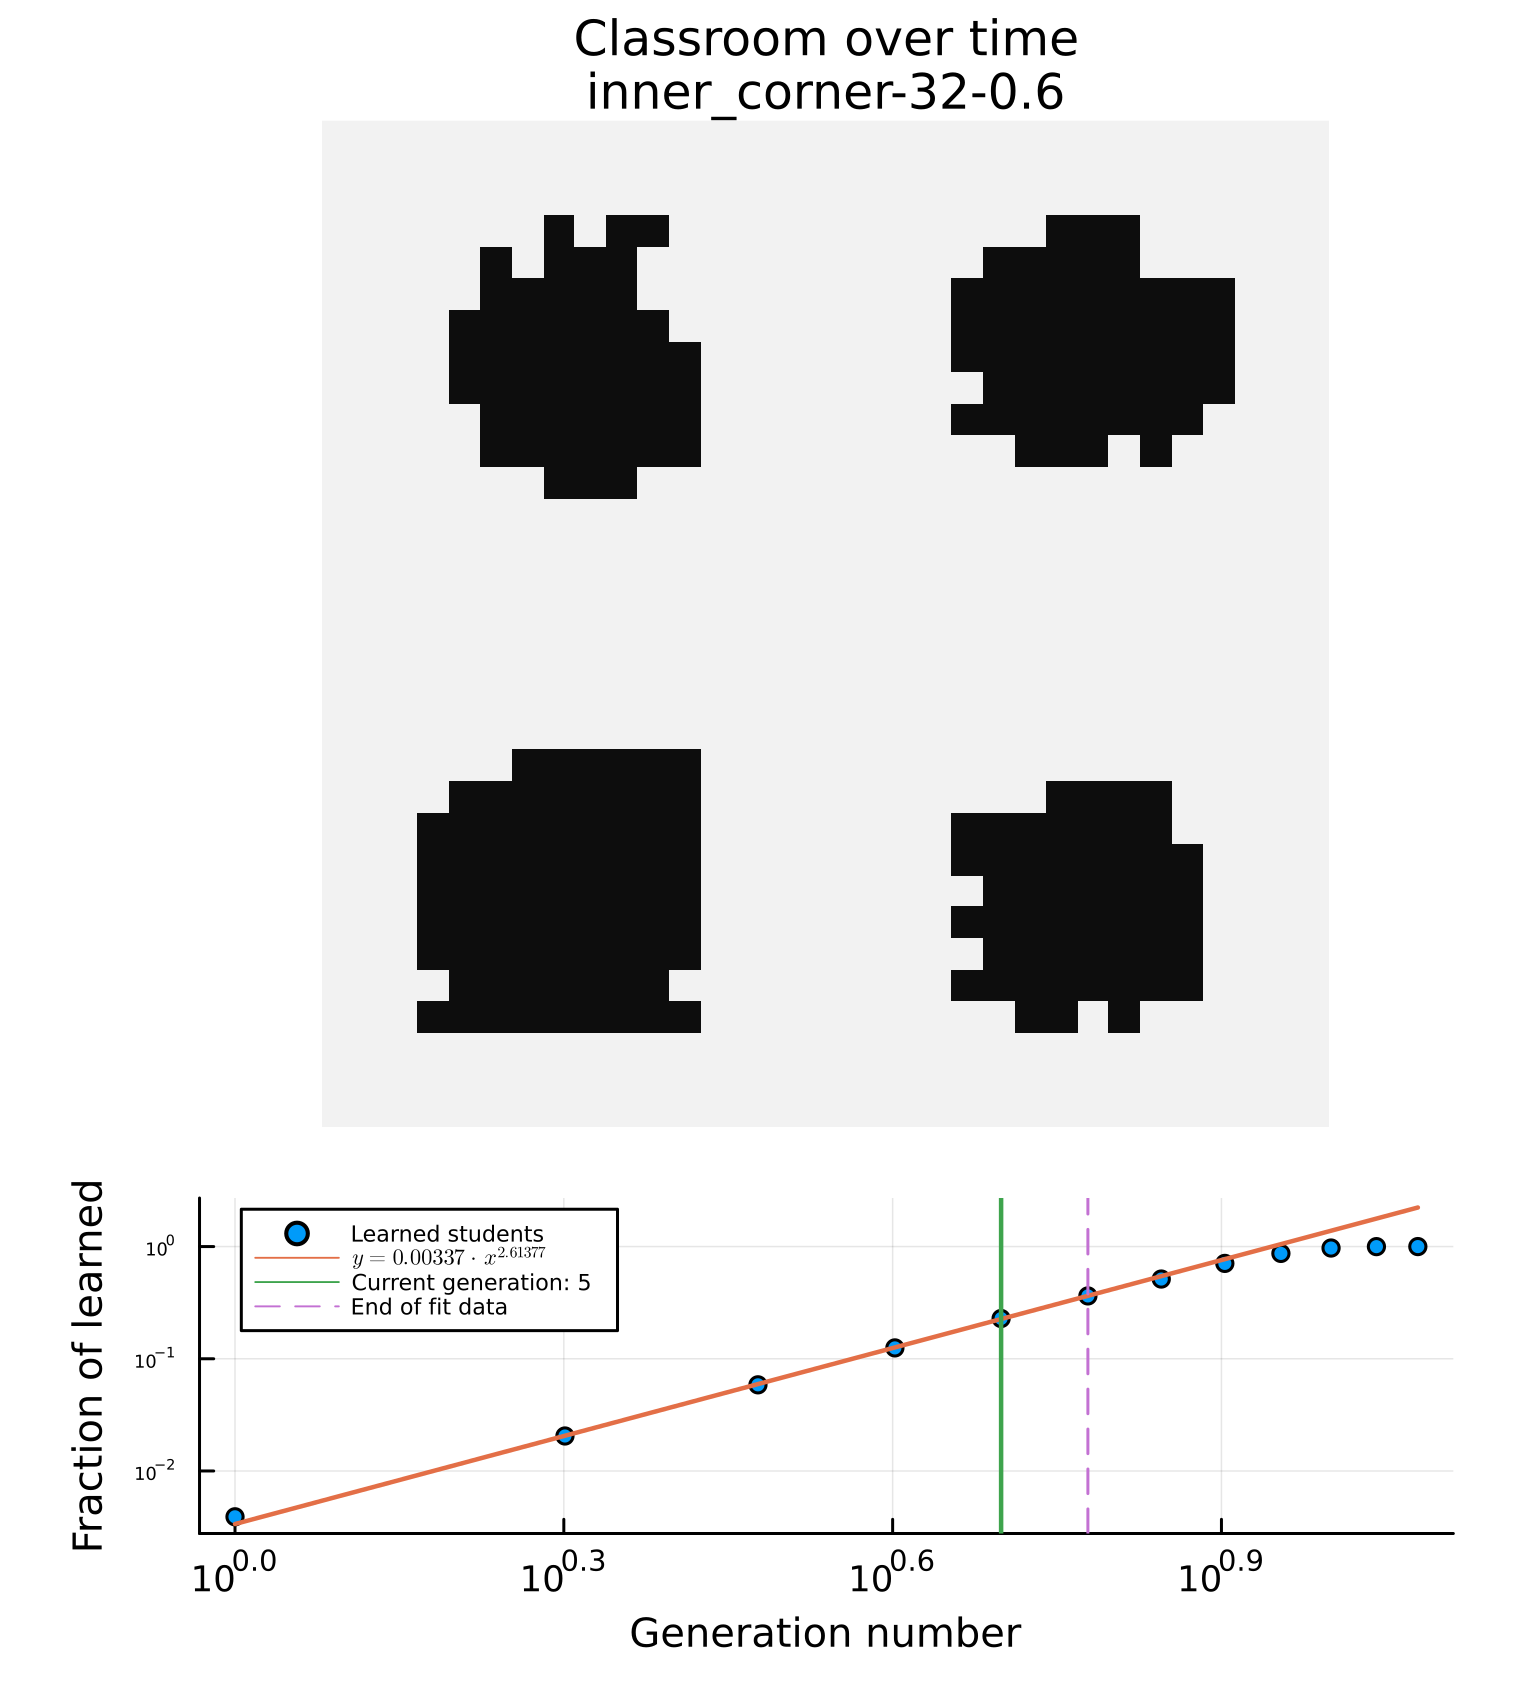 Classroom over time
inner_corner-32-0.6
Fraction of learned
10^0
10^−1
10^−2
Learned students
y = 0.00337 · x^2.61377
Current generation: 5
End of fit data
10^0.0 10^0.3 10^0.6 10^0.9
Generation number